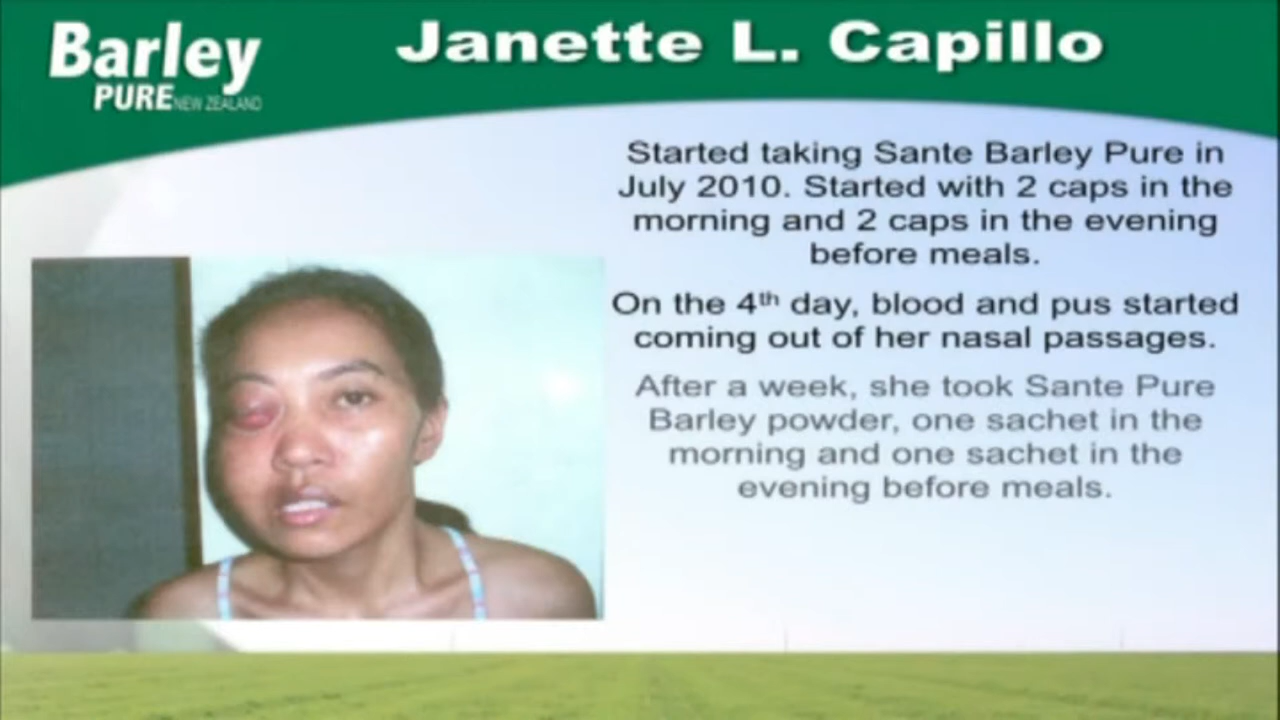 Barley
PURE NEW ZEALAND
Janette L. Capillo
Started taking Sante Barley Pure in
July 2010. Started with 2 caps in the
morning and 2 caps in the evening
before meals.
On the 4th day, blood and pus started
coming out of her nasal passages.
After a week, she took Sante Pure
Barley powder, one sachet in the
morning and one sachet in the
evening before meals.